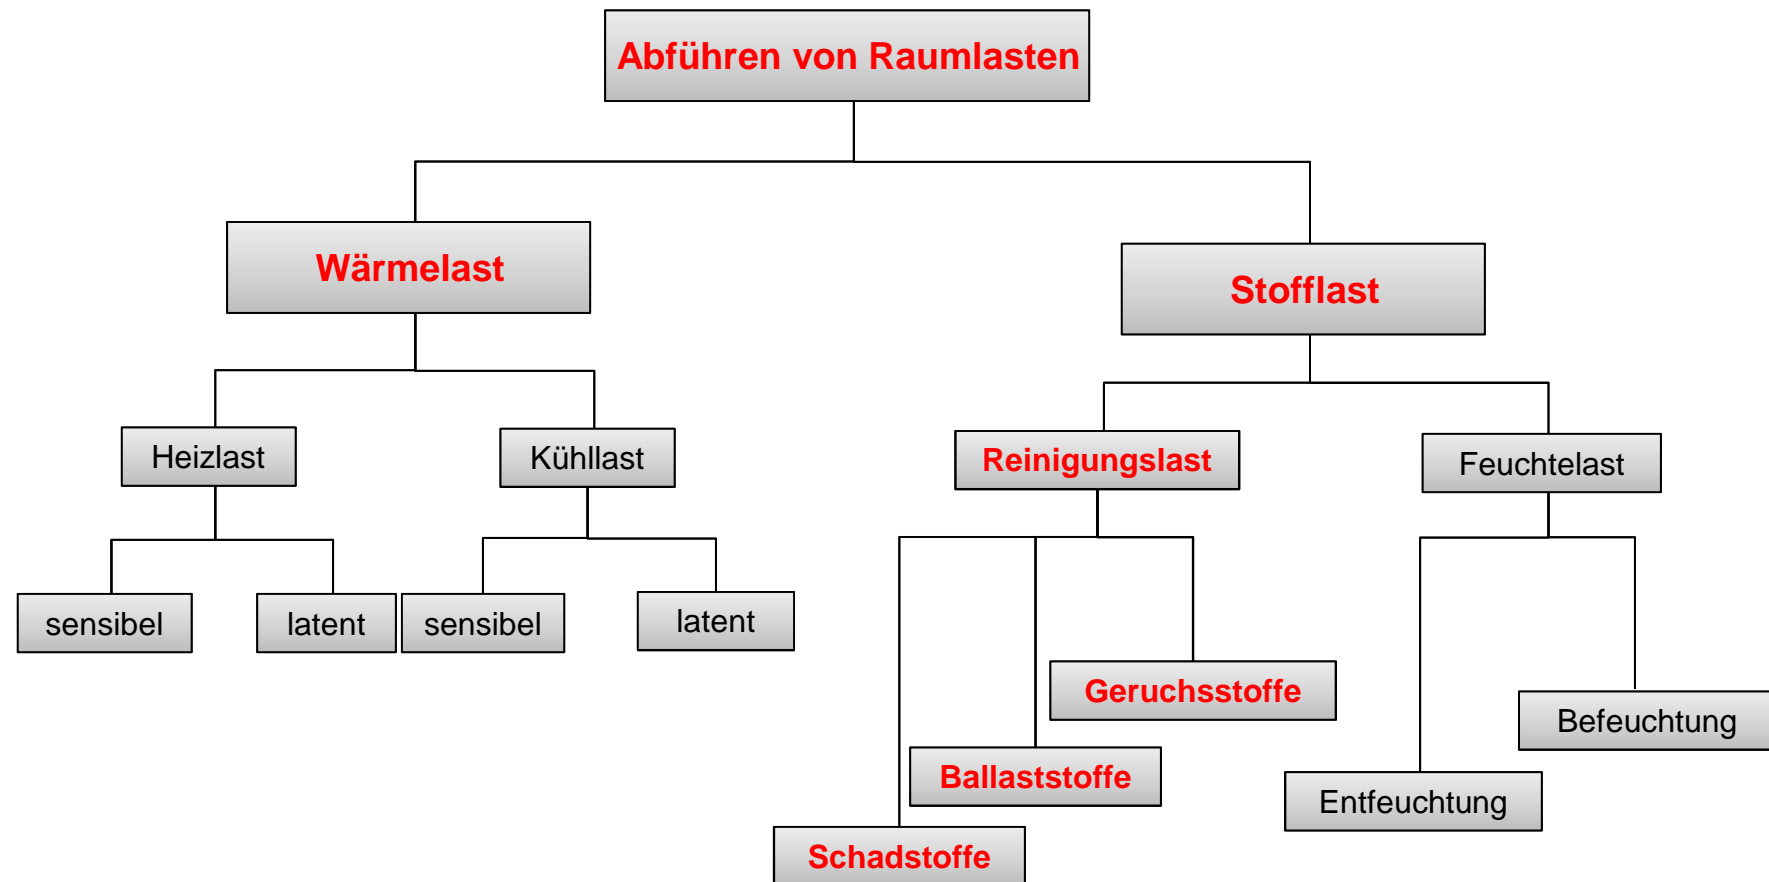 Abführen von Raumlasten
Wärmelast
Stofflast
Heizlast
Kühllast
Reinigungslast
Feuchtelast
sensibel
latent
sensibel
latent
Geruchsstoffe
Befeuchtung
Ballaststoffe
Entfeuchtung
Schadstoffe